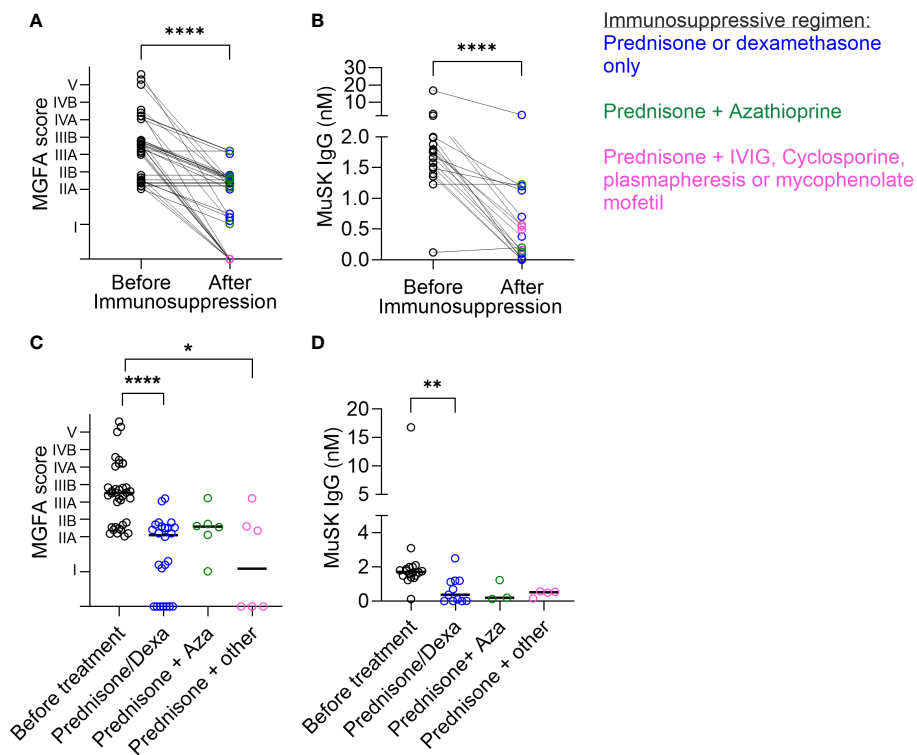 A
****
MGFA score
V
IVB
IVA
IIIB
IIIA
IIB
IIA
I
Before
After
Immunosuppression
B
****
MuSK IgG (nM)
30
20
10
2.0
1.5
1.0
0.5
0.0
Before
After
Immunosuppression
Immunosuppressive regimen:
Prednisone or dexamethasone
only
Prednisone + Azathioprine
Prednisone + IVIG, Cyclosporine,
plasmapheresis or mycophenolate
mofetil
C
*
****
MGFA score
V
IVB
IVA
IIIB
IIIA
IIB
IIA
I
Before treatment
Prednisone/Dexa
Prednisone + Aza
Prednisone + other
D
**
MuSK IgG (nM)
20
15
10
5
4
2
0
Before treatment
Prednisone/Dexa
Prednisone+ Aza
Prednisone + other